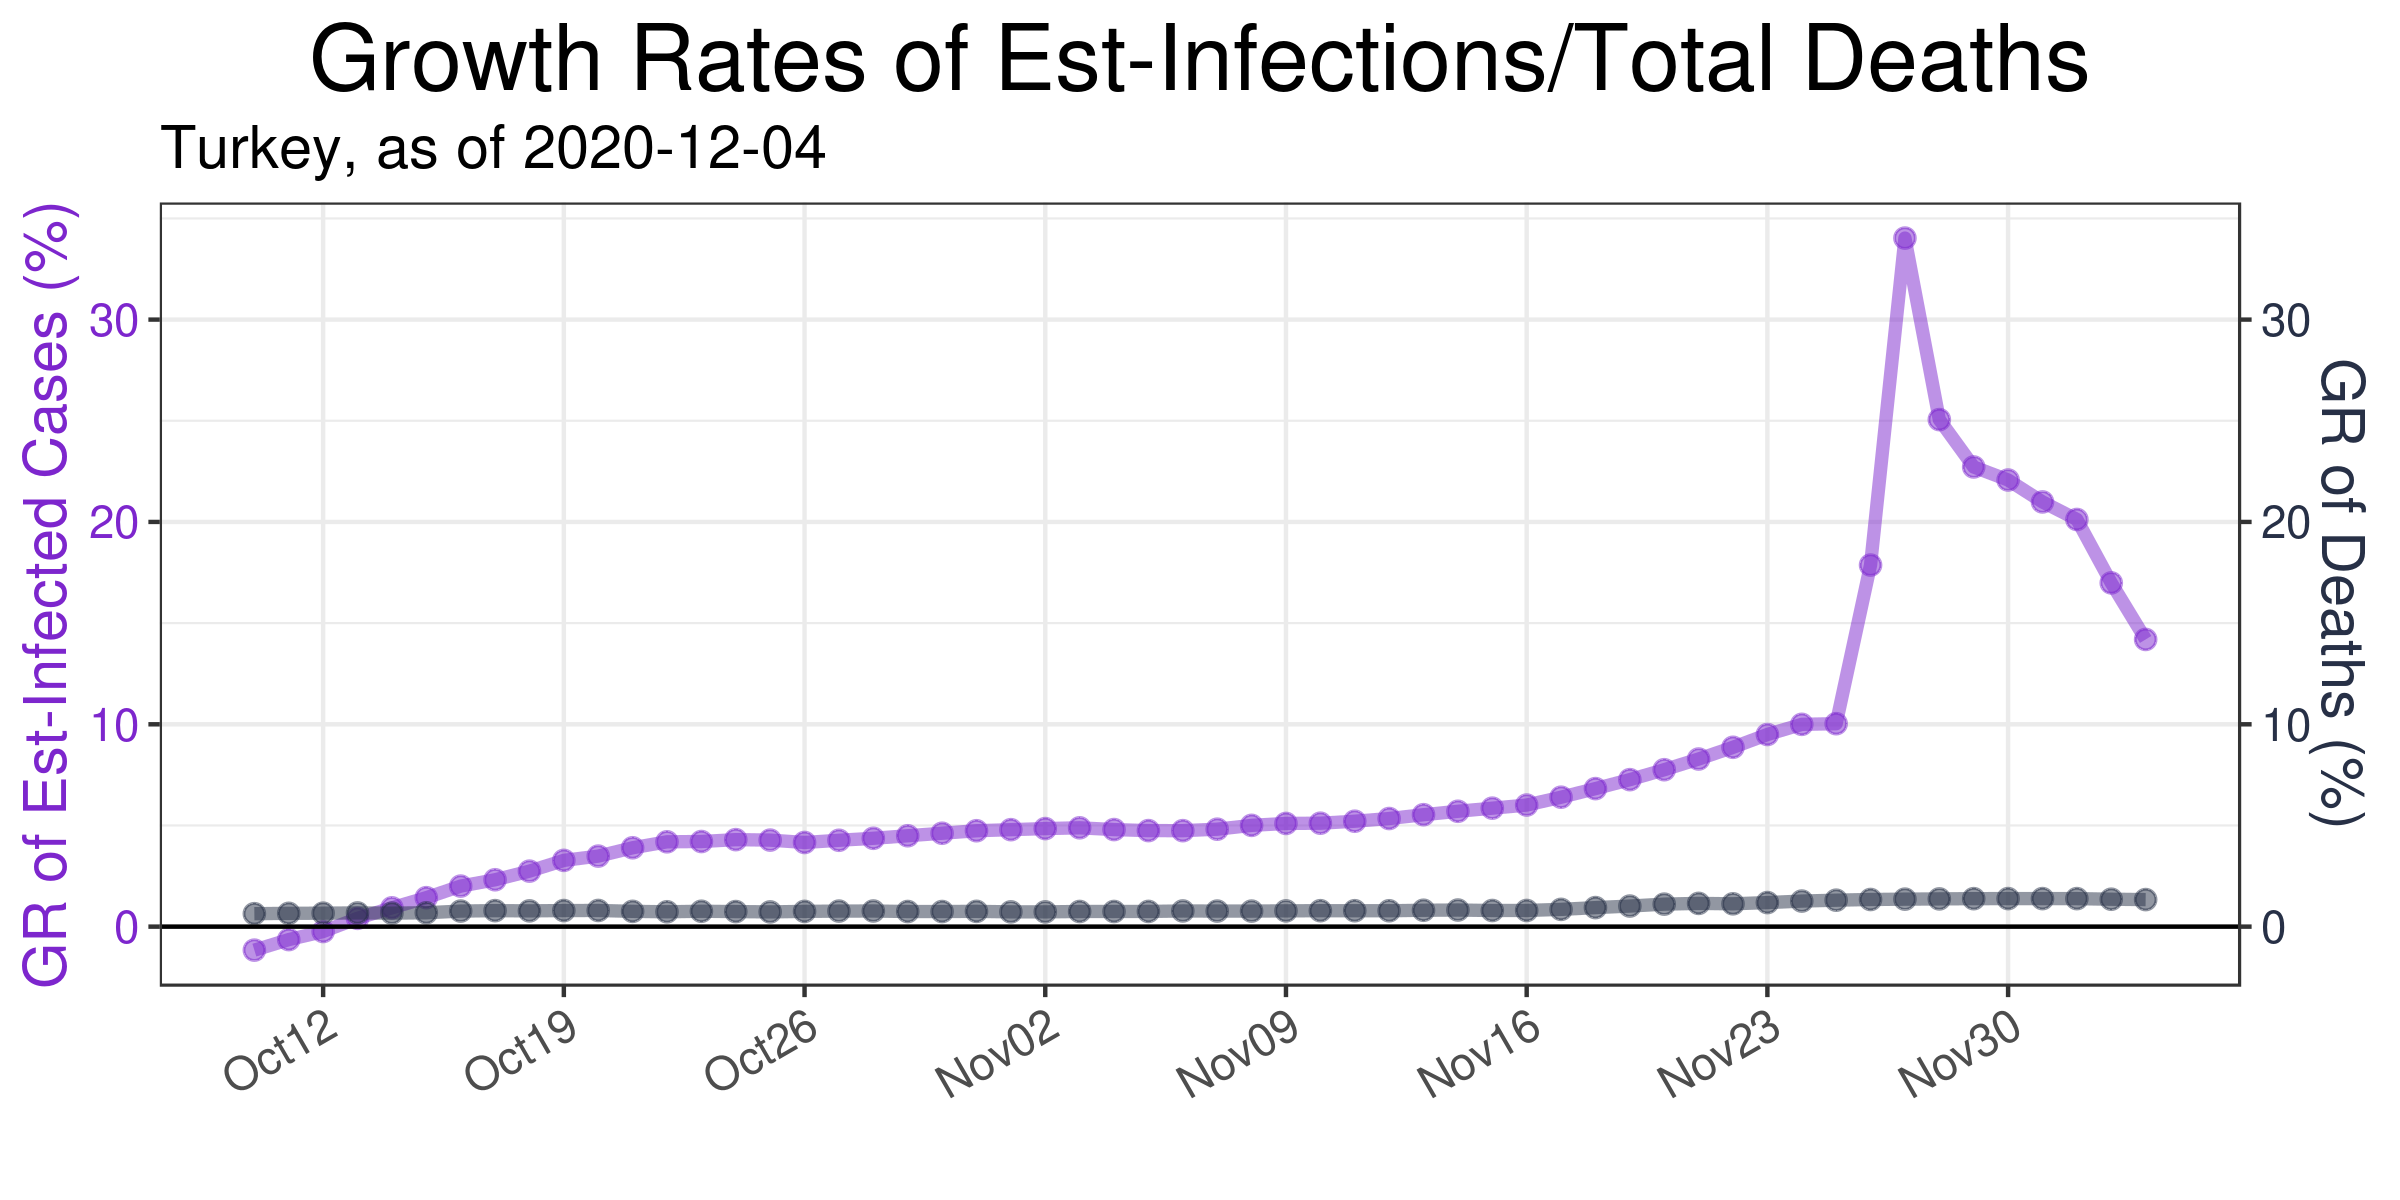 Growth Rates of Est-Infections/Total Deaths
Turkey, as of 2020-12-04
GR of Est-Infected Cases (%)
30
20
10
0
30
20
10
0
GR of Deaths (%)
Oct12
Oct19
Oct26
Nov02
Nov09
Nov16
Nov23
Nov30